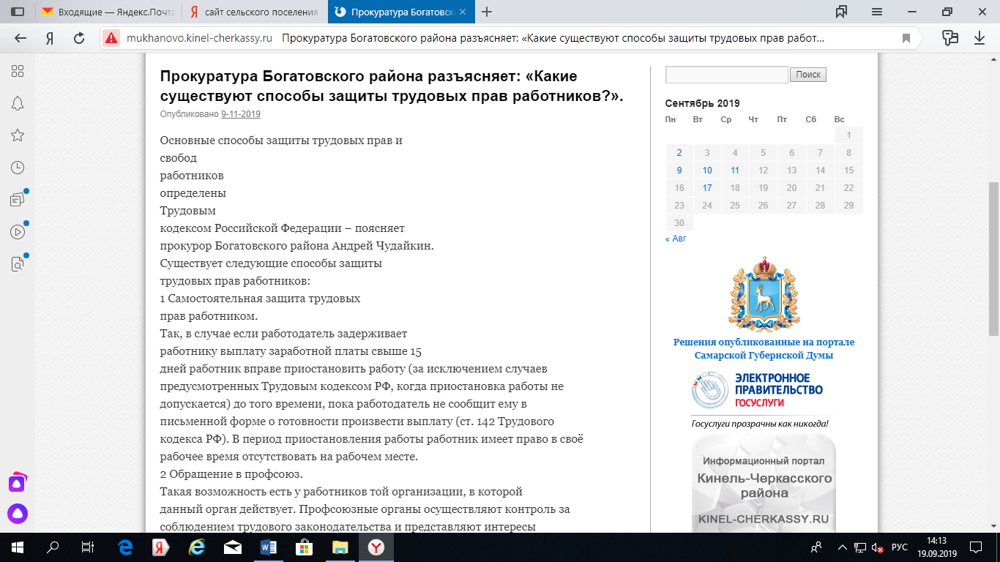 Входящие — Яндекс.Почта
сайт сельского поселения
Прокуратура Богатовск
mukhanovo.kinel-cherkassy.ru Прокуратура Богатовского района разъясняет: «Какие существуют способы защиты трудовых прав работ...
Прокуратура Богатовского района разъясняет: «Какие
существуют способы защиты трудовых прав работников?».
Опубликовано 9-11-2019
Основные способы защиты трудовых прав и
свобод
работников
определены
Трудовым
кодексом Российской Федерации – поясняет
прокурор Богатовского района Андрей Чудайкин.
Существует следующие способы защиты
трудовых прав работников:
1 Самостоятельная защита трудовых
прав работником.
Так, в случае если работодатель задерживает
работнику выплату заработной платы свыше 15
дней работник вправе приостановить работу (за исключением случаев
предусмотренных Трудовым кодексом РФ, когда приостановка работы не
допускается) до того времени, пока работодатель не сообщит ему в
письменной форме о готовности произвести выплату (ст. 142 Трудового
кодекса РФ). В период приостановления работы работник имеет право в своё
рабочее время отсутствовать на рабочем месте.
2 Обращение в профсоюз.
Такая возможность есть у работников той организации, в которой
данный орган действует. Профсоюзные органы осуществляют контроль за
соблюдением трудового законодательства и представляют интересы
Поиск
Сентябрь 2019
Пн Вт Ср Чт Пт Сб Вс
1
2 3 4 5 6 7 8
9 10 11 12 13 14 15
16 17 18 19 20 21 22
23 24 25 26 27 28 29
30
« Авг
Решения опубликованные на портале
Самарской Губернской Думы
ЭЛЕКТРОННОЕ
ПРАВИТЕЛЬСТВО
ГОСУСЛУГИ
Госуслуги прозрачны как никогда!
Информационный портал
Кинель-Черкасского
района
KINEL-CHERKASSY.RU
РУС
14:13
19.09.2019